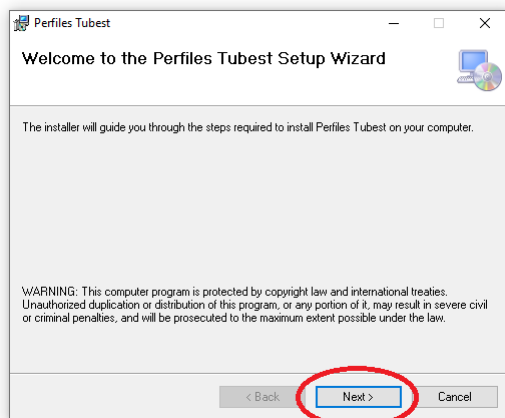 Perfiles Tubest
Welcome to the Perfiles Tubest Setup Wizard
The installer will guide you through the steps required to install Perfiles Tubest on your computer.
WARNING: This computer program is protected by copyright law and international treaties.
Unauthorized duplication or distribution of this program, or any portion of it, may result in severe civil
or criminal penalties, and will be prosecuted to the maximum extent possible under the law.
< Back
Next >
Cancel